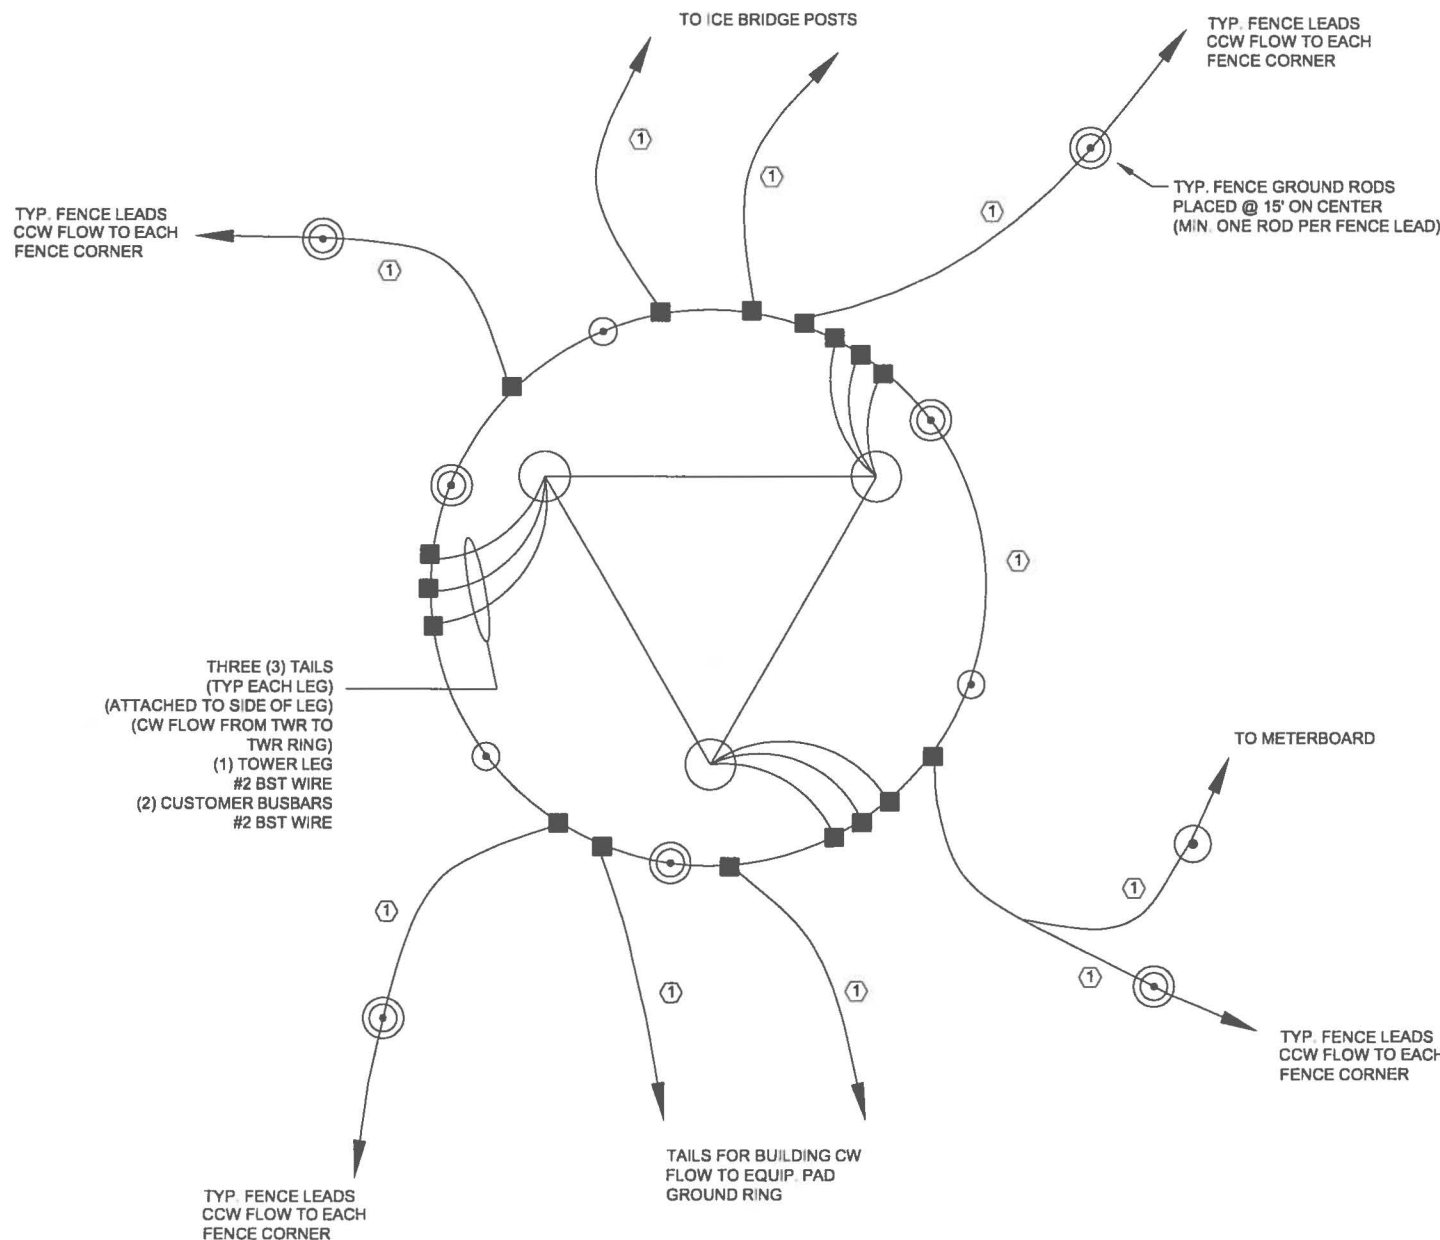 TO ICE BRIDGE POSTS
TYP. FENCE LEADS
CCW FLOW TO EACH
FENCE CORNER
1
1
TYP. FENCE GROUND RODS
PLACED @ 15' ON CENTER
(MIN. ONE ROD PER FENCE LEAD)
1
TYP. FENCE LEADS
CCW FLOW TO EACH
FENCE CORNER
1
1
THREE (3) TAILS
(TYP EACH LEG)
(ATTACHED TO SIDE OF LEG)
(CW FLOW FROM TWR TO
TWR RING)
(1) TOWER LEG
#2 BST WIRE
(2) CUSTOMER BUSBARS
#2 BST WIRE
TO METERBOARD
1
1
1
1
1
TYP. FENCE LEADS
CCW FLOW TO EACH
FENCE CORNER
TAILS FOR BUILDING CW
FLOW TO EQUIP. PAD
GROUND RING
TYP. FENCE LEADS
CCW FLOW TO EACH
FENCE CORNER